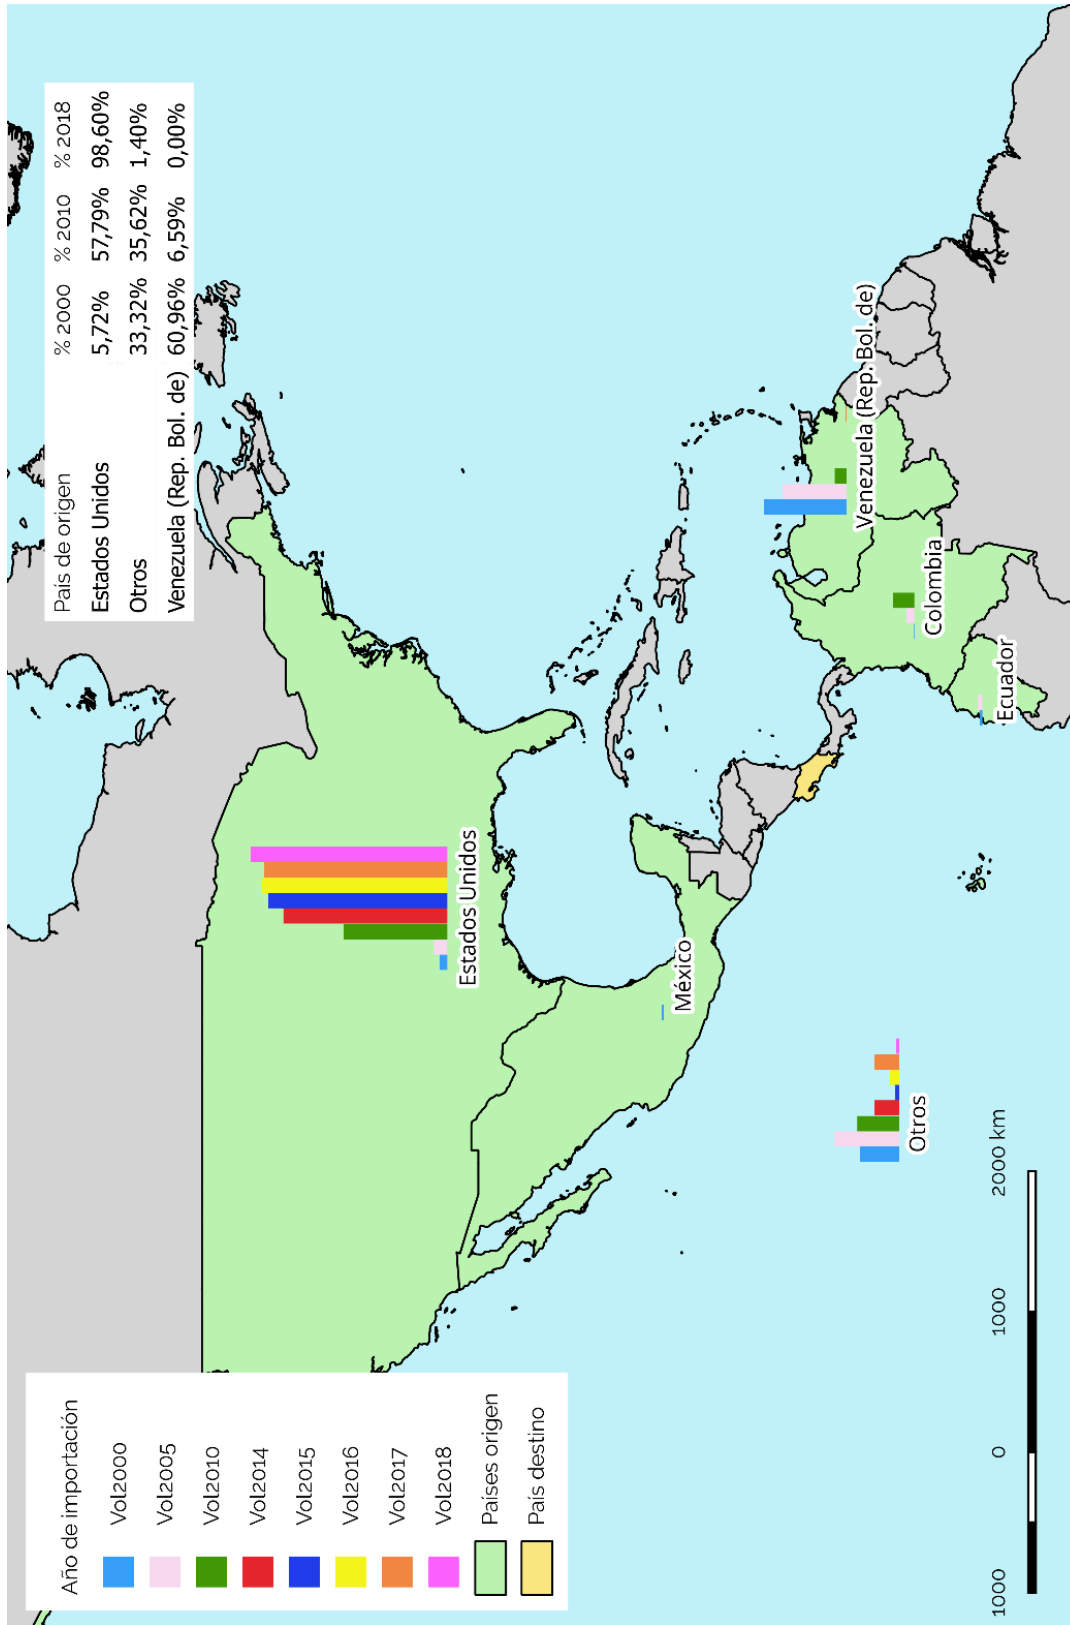 País de origen % 2000 % 2010 % 2018
Estados Unidos 5,72% 57,79% 98,60%
Otros 33,32% 35,62% 1,40%
Venezuela (Rep. Bol. de) 60,96% 6,59% 0,00%
Estados Unidos
México
Venezuela (Rep. Bol. de)
Colombia
Ecuador
Otros
Año de importación
Vol2000
Vol2005
Vol2010
Vol2014
Vol2015
Vol2016
Vol2017
Vol2018
Países origen
País destino
1000 0 1000 2000 km